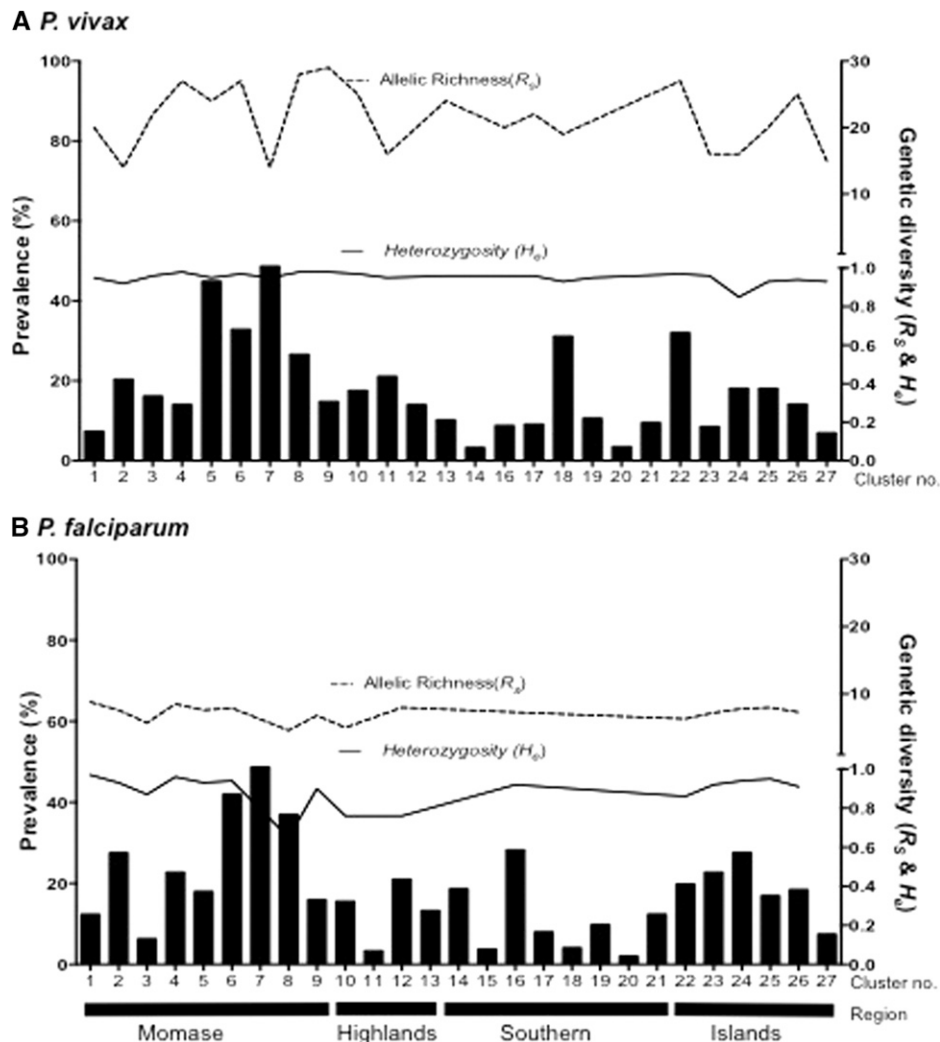 A P. vivax
100
80
60
40
20
0
Prevalence (%)
Allelic Richness(Rs)
Heterozygosity (He)
30
20
10
1.0
0.8
0.6
0.4
0.2
0.0
Genetic diversity (RS & He)
1 2 3 4 5 6 7 8 9 10 11 12 13 14 16 17 18 19 20 21 22 23 24 25 26 27 Cluster no.
B P. falciparum
100
80
60
40
20
0
Prevalence (%)
Allelic Richness(Rs)
Heterozygosity (He)
30
20
10
1.0
0.8
0.6
0.4
0.2
0.0
Genetic diversity (RS & He)
1 2 3 4 5 6 7 8 9 10 11 12 13 14 15 16 17 18 19 20 21 22 23 24 25 26 27 Cluster no.
Region
Momase Highlands Southern Islands